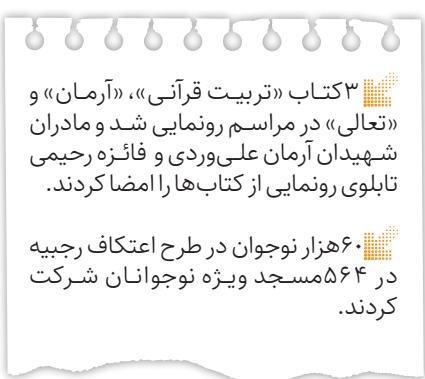 ۳کتاب «تربیت قرآنی»، «آرمان» و
«تعالی» در مراسم رونمایی شد و مادران
شهیدان آرمان علی‌وردی و فائزه رحیمی
تابلوی رونمایی از کتاب‌ها را امضا کردند.
۶۰هزار نوجوان در طرح اعتکاف رجبیه
در ۵۶۴مسجد ویژه نوجوانان شرکت
کردند.